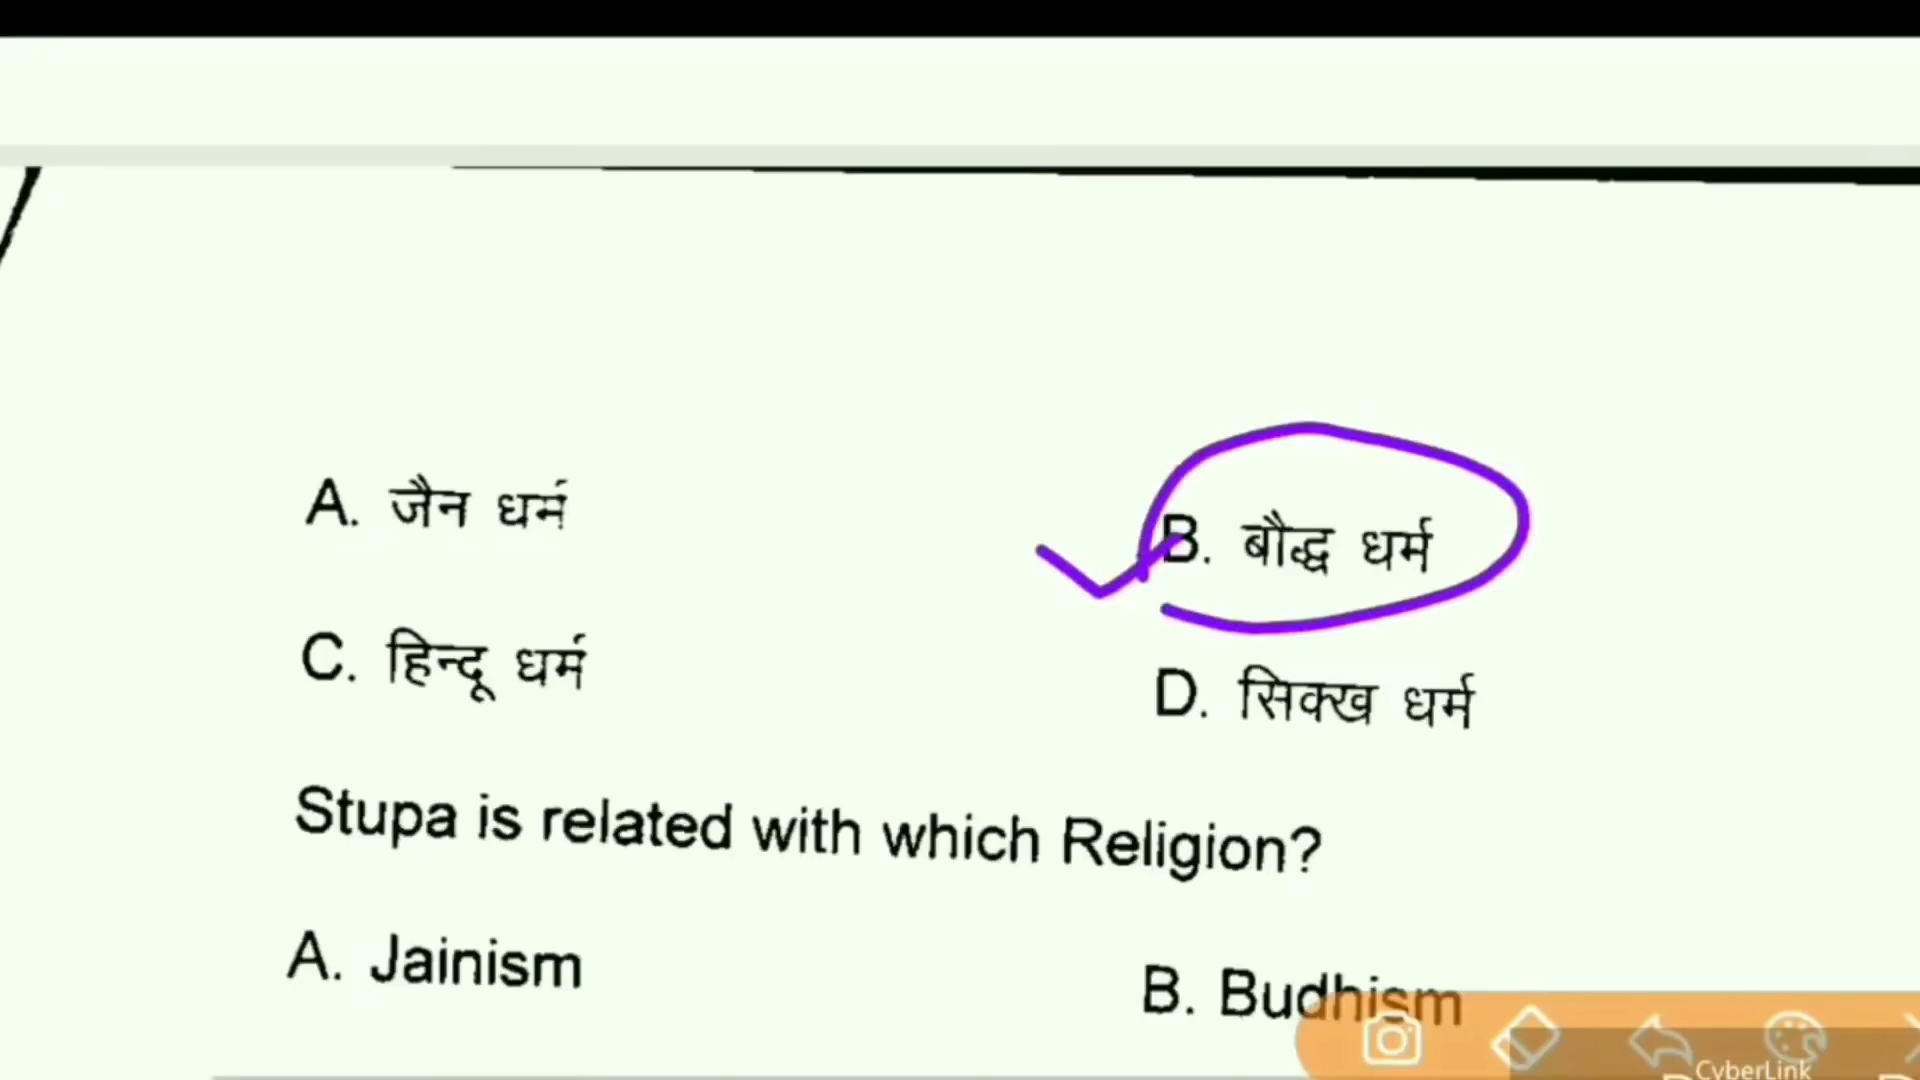 A. जैन धर्म
B. बौद्ध धर्म
C. हिन्दू धर्म
D. सिक्ख धर्म
Stupa is related with which Religion?
A. Jainism
B. Budhism
CyberLink